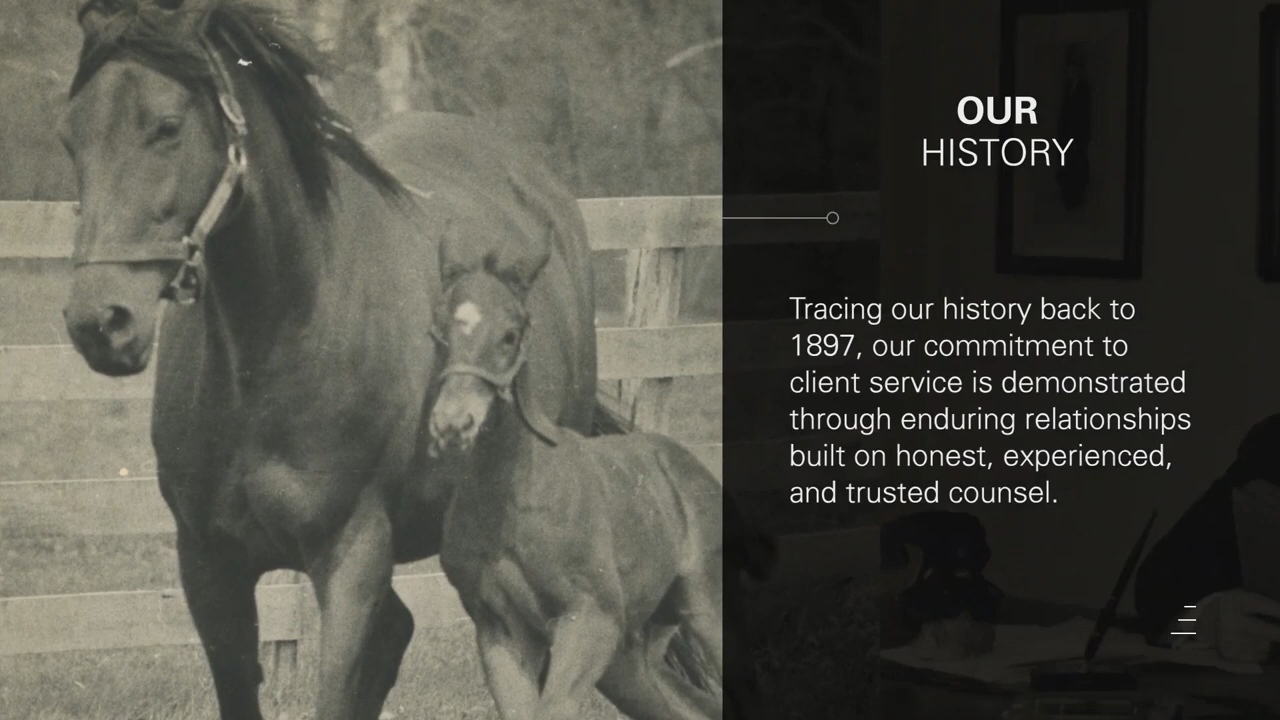 OUR
HISTORY
Tracing our history back to
1897, our commitment to
client service is demonstrated
through enduring relationships
built on honest, experienced,
and trusted counsel.